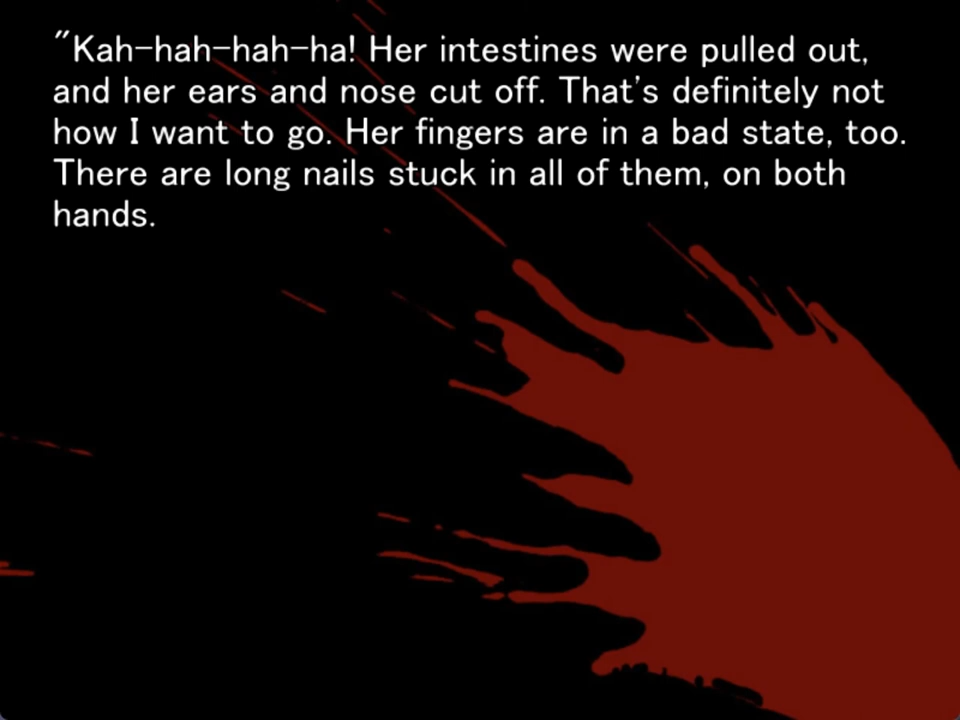 "Kah-hah-hah-ha! Her intestines were pulled out,
and her ears and nose cut off. That's definitely not
how I want to go. Her fingers are in a bad state, too.
There are long nails stuck in all of them, on both
hands.